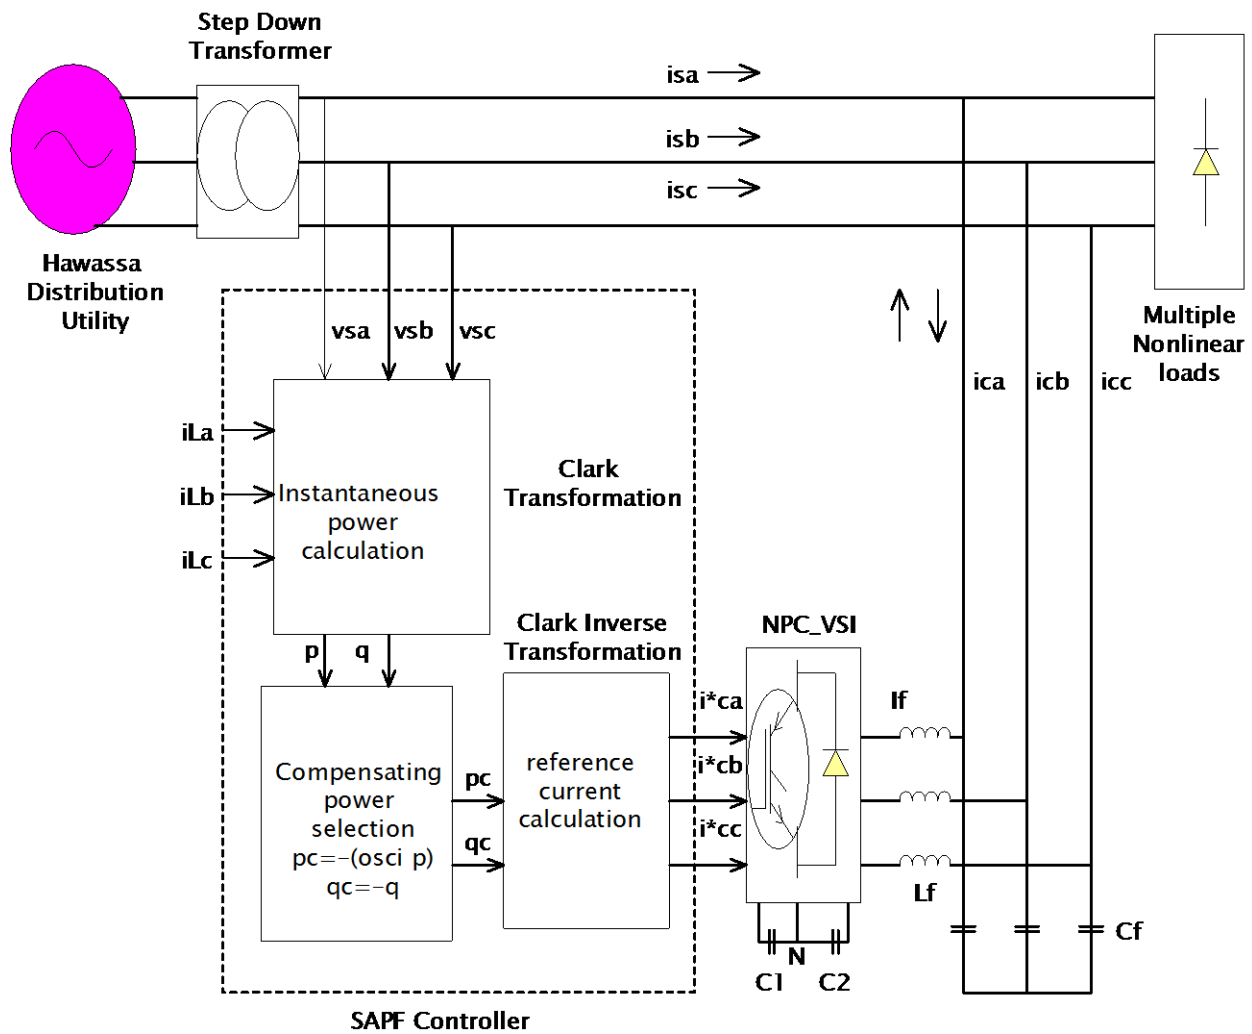 Step Down
Transformer
isa
isb
isc
Hawassa
Distribution
Utility
Multiple
Nonlinear
loads
vsa
vsb
vsc
ica
icb
icc
iLa
iLb
iLc
Instantaneous
power
calculation
Clark
Transformation
p
q
Clark Inverse
Transformation
NPC_VSI
Compensating
power
selection
pc=-(osci p)
qc=-q
pc
qc
reference
current
calculation
i*ca
i*cb
i*cc
If
Lf
Cf
N
C1
C2
SAPF Controller